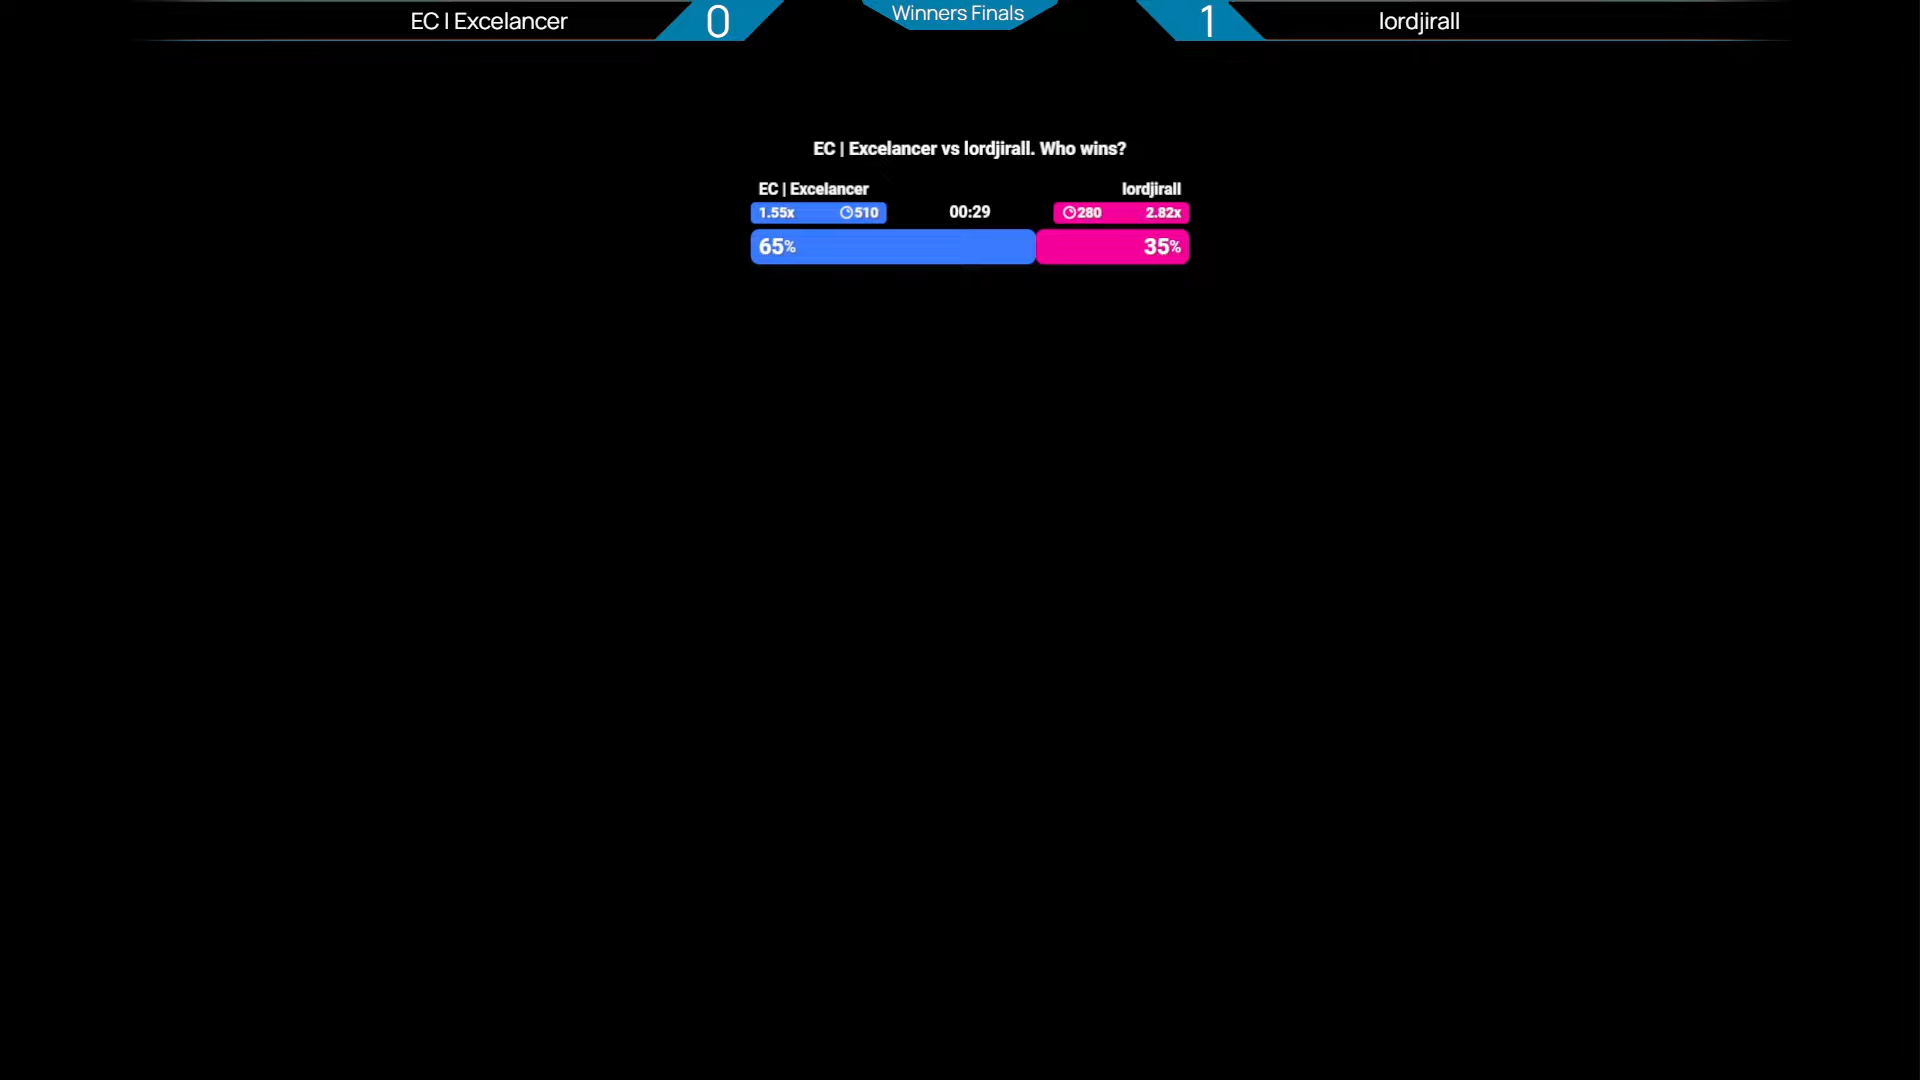 EC | Excelancer 0 Winners Finals 1 lordjirall
EC | Excelancer vs lordjirall. Who wins?
EC | Excelancer lordjirall
1.55x 510 00:29 280 2.82x
65% 35%